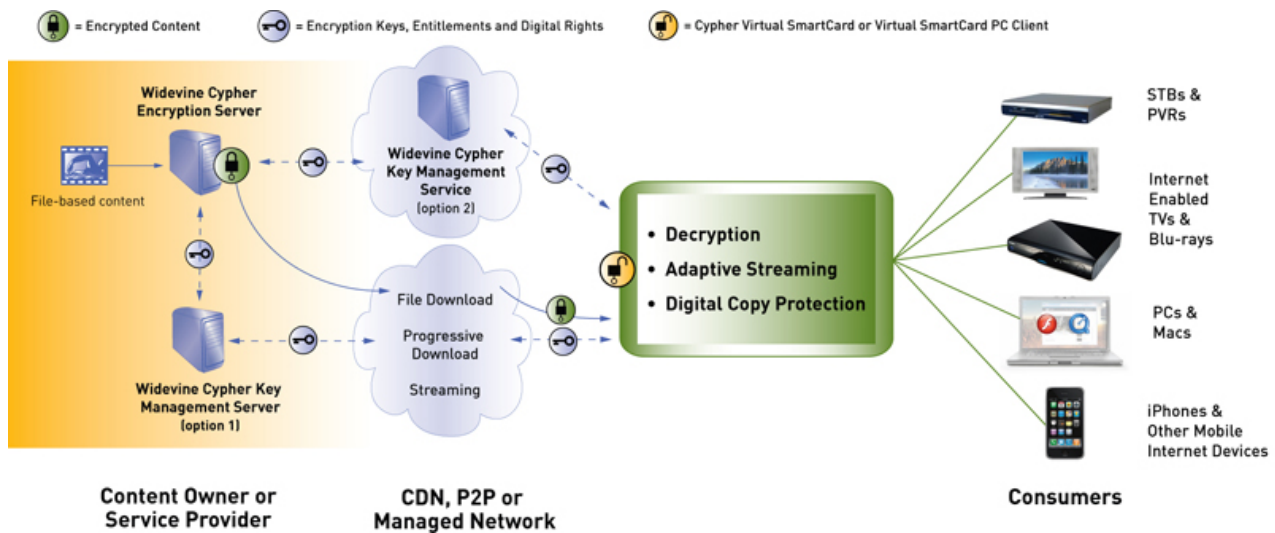 = Encrypted Content
= Encryption Keys, Entitlements and Digital Rights
= Cypher Virtual SmartCard or Virtual SmartCard PC Client
Widevine Cypher
Encryption Server
File-based content
Widevine Cypher
Key Management
Service
(option 2)
File Download
Progressive
Download
Streaming
Widevine Cypher Key
Management Server
(option 1)
• Decryption
• Adaptive Streaming
• Digital Copy Protection
STBs &
PVRs
Internet
Enabled
TVs &
Blu-rays
PCs &
Macs
iPhones &
Other Mobile
Internet Devices
Content Owner or
Service Provider
CDN, P2P or
Managed Network
Consumers